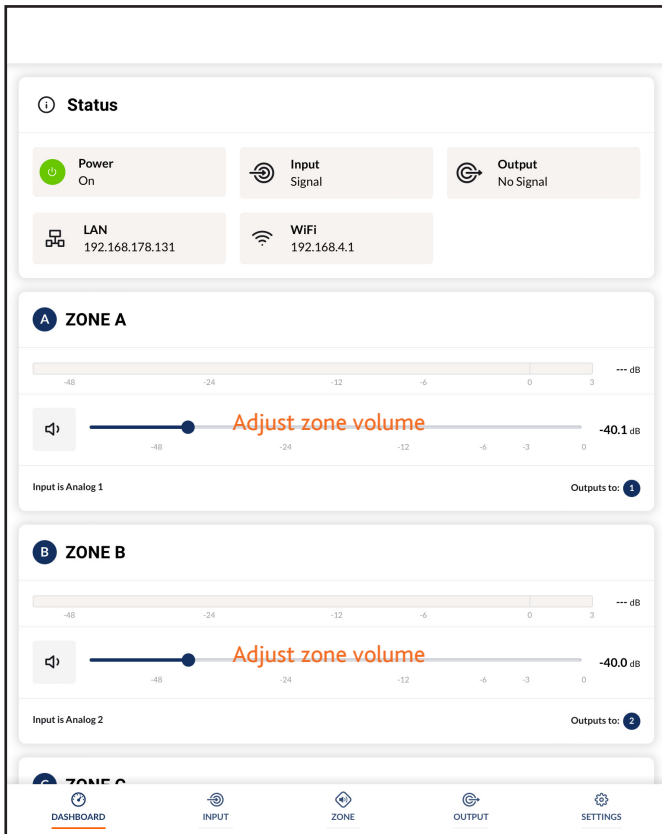 Status
Power
On
Input
Signal
Output
No Signal
LAN
192.168.178.131
WiFi
192.168.4.1
A ZONE A
--- dB
-48 -24 -12 -6 0 3
Adjust zone volume
-40.1 dB
-48 -24 -12 -6 -3 0
Input is Analog 1 Outputs to: 1
B ZONE B
--- dB
-48 -24 -12 -6 0 3
Adjust zone volume
-40.0 dB
-48 -24 -12 -6 -3 0
Input is Analog 2 Outputs to: 2
C ZONE C
DASHBOARD INPUT ZONE OUTPUT SETTINGS